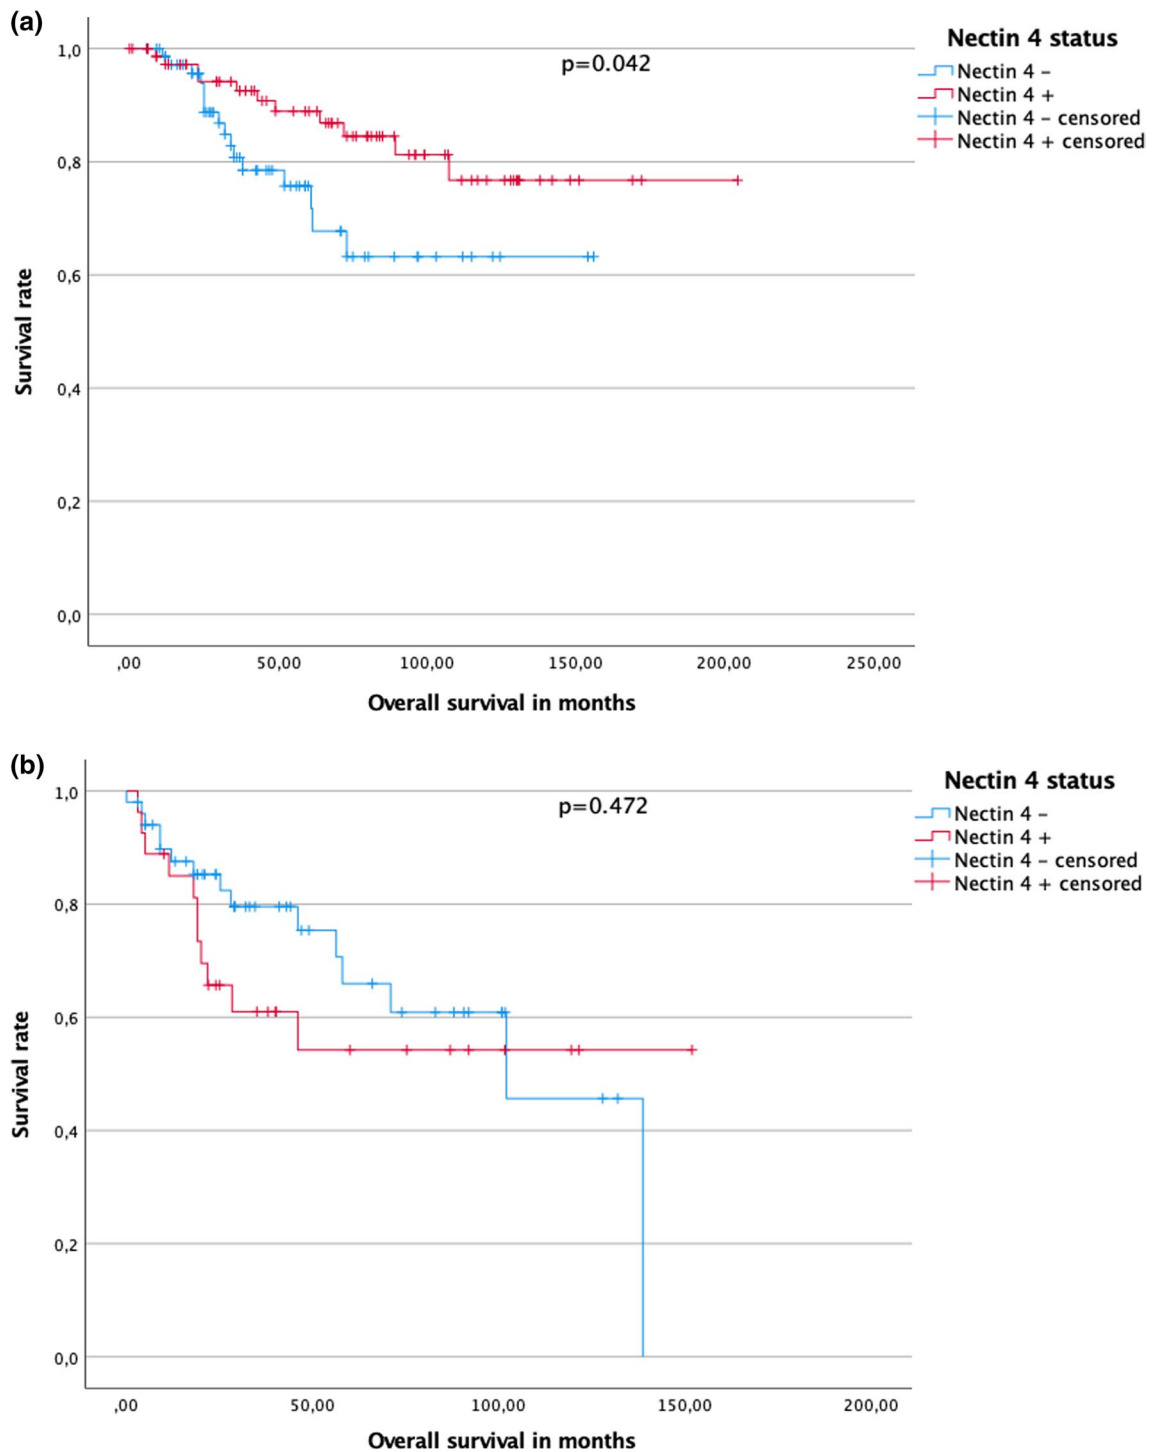 (a)
p=0.042
Nectin 4 status
Nectin 4 –
Nectin 4 +
Nectin 4 – censored
Nectin 4 + censored
1,0
0,8
0,6
0,4
0,2
0,0
Survival rate
,00 50,00 100,00 150,00 200,00 250,00
Overall survival in months
(b)
p=0.472
Nectin 4 status
Nectin 4 –
Nectin 4 +
Nectin 4 – censored
Nectin 4 + censored
1,0
0,8
0,6
0,4
0,2
0,0
Survival rate
,00 50,00 100,00 150,00 200,00
Overall survival in months